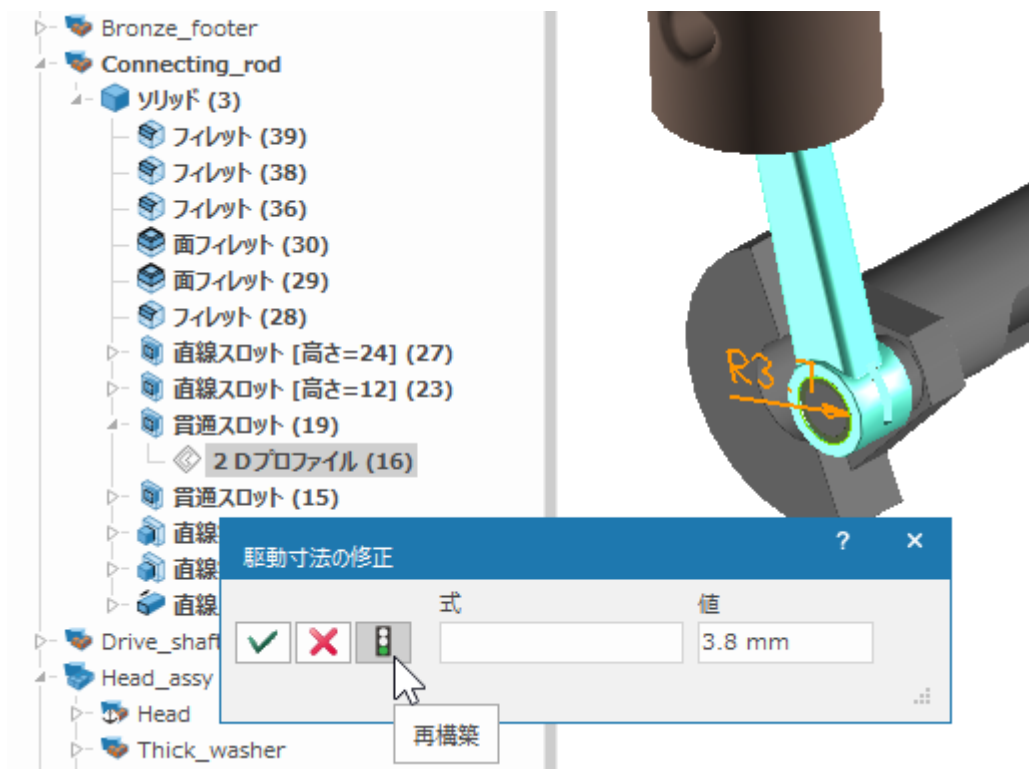 Bronze_footer
Connecting_rod
ソリッド (3)
フィレット (39)
フィレット (38)
フィレット (36)
面フィレット (30)
面フィレット (29)
フィレット (28)
直線スロット [高さ=24] (27)
直線スロット [高さ=12] (23)
貫通スロット (19)
２Ｄプロファイル (16)
貫通スロット (15)
直線
直線
直線
Drive_shaft
Head_assy
Head
Thick_washer
R3.
駆動寸法の修正
? ×
式 値
3.8 mm
再構築